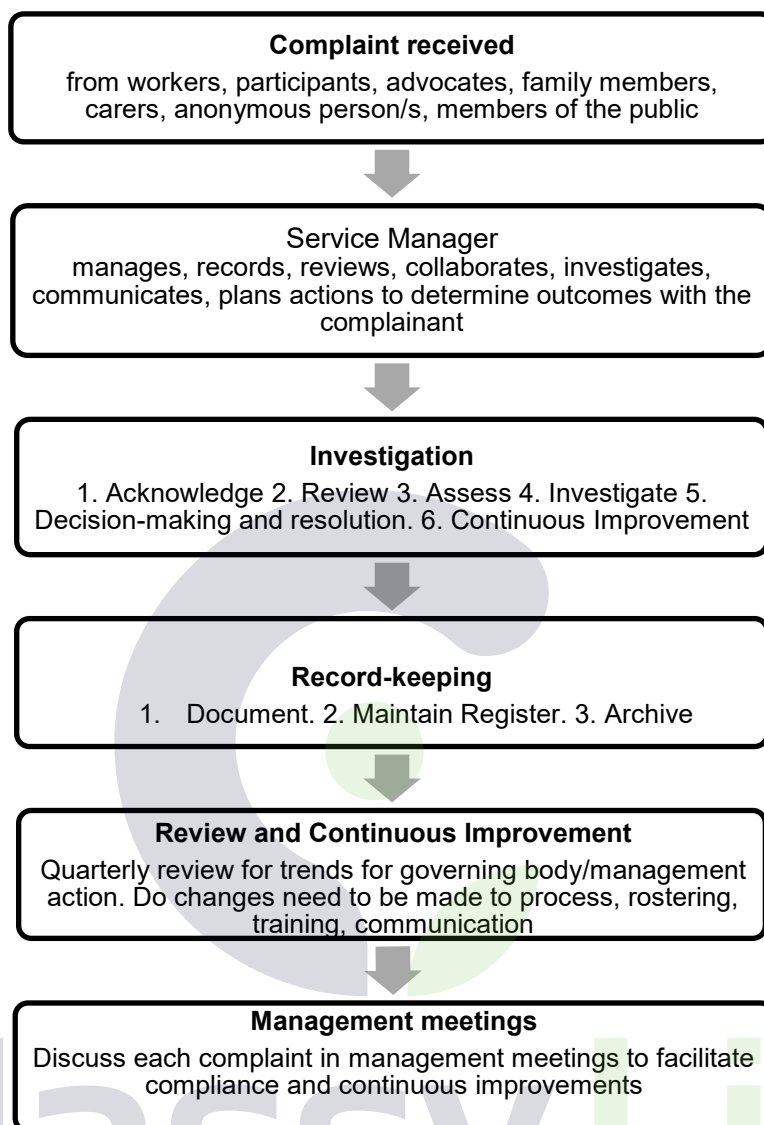 Complaint received
from workers, participants, advocates, family members,
carers, anonymous person/s, members of the public
Service Manager
manages, records, reviews, collaborates, investigates,
communicates, plans actions to determine outcomes with the
complainant
Investigation
1. Acknowledge 2. Review 3. Assess 4. Investigate 5.
Decision-making and resolution. 6. Continuous Improvement
Record-keeping
1. Document. 2. Maintain Register. 3. Archive
Review and Continuous Improvement
Quarterly review for trends for governing body/management
action. Do changes need to be made to process, rostering,
training, communication
Management meetings
Discuss each complaint in management meetings to facilitate
compliance and continuous improvements